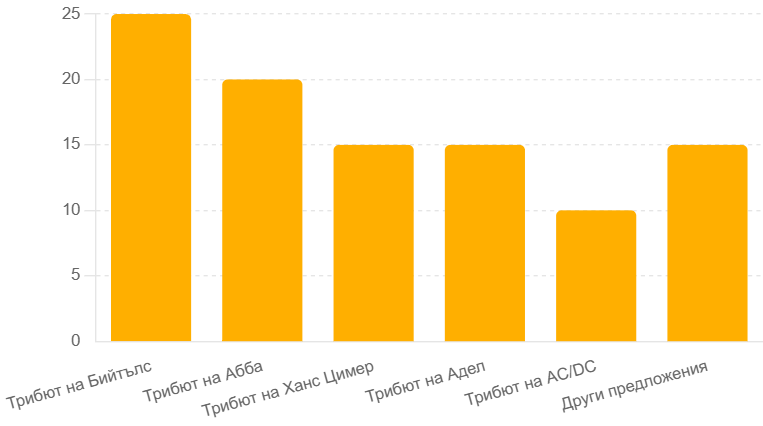 25
20
15
10
5
0
Трибют на Бийтълс
Трибют на Абба
Трибют на Ханс Цимер
Трибют на Адел
Трибют на AC/DC
Други предложения